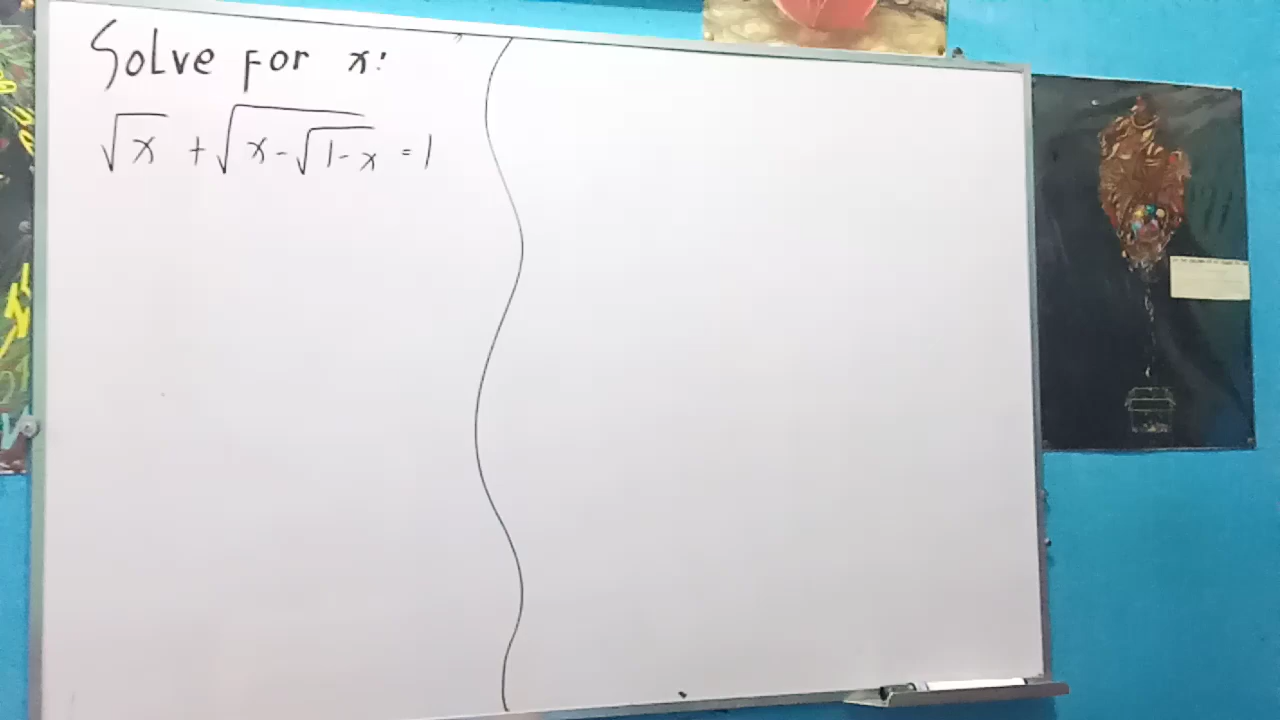 Solve for x:
√x + √(x-√(1-x)) = 1